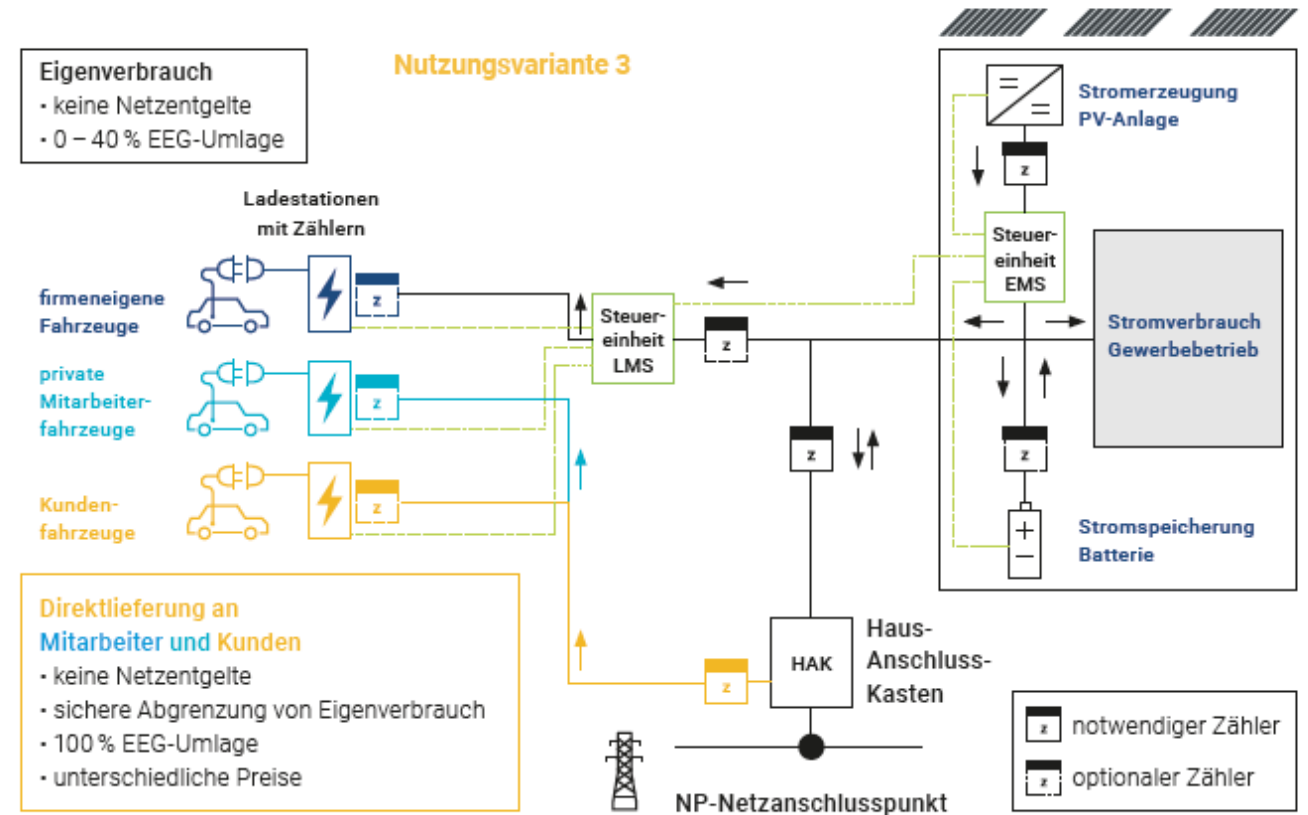 Nutzungsvariante 3
Eigenverbrauch
· keine Netzentgelte
· 0 – 40 % EEG-Umlage
Ladestationen
mit Zählern
firmeneigene
Fahrzeuge
z
private
Mitarbeiter-
fahrzeuge
z
Kunden-
fahrzeuge
z
Steuer-
einheit
LMS
z
z
Stromerzeugung
PV-Anlage
z
Steuer-
einheit
EMS
Stromverbrauch
Gewerbebetrieb
z
Stromspeicherung
Batterie
Direktlieferung an
Mitarbeiter und Kunden
· keine Netzentgelte
· sichere Abgrenzung von Eigenverbrauch
· 100 % EEG-Umlage
· unterschiedliche Preise
z
HAK
Haus-
Anschluss-
Kasten
NP-Netzanschlusspunkt
z notwendiger Zähler
z optionaler Zähler